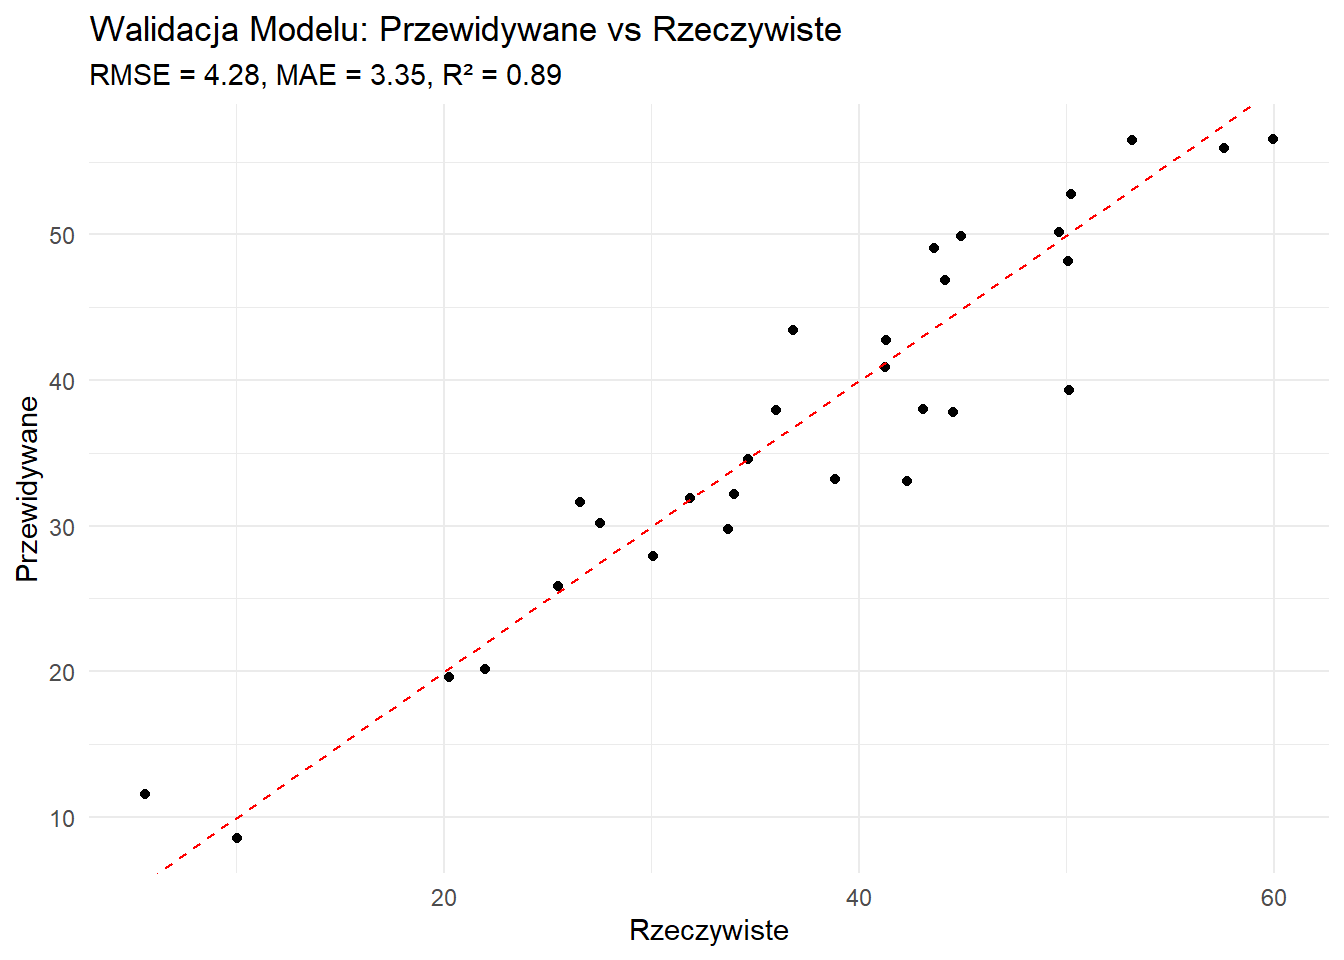 Walidacja Modelu: Przewidywane vs Rzeczywiste
RMSE = 4.28, MAE = 3.35, R² = 0.89
Przewidywane
50
40
30
20
10
20
40
60
Rzeczywiste